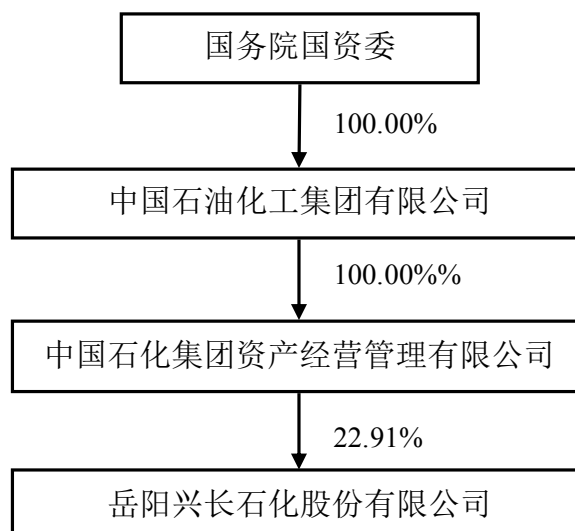 国务院国资委
100.00%
中国石油化工集团有限公司
100.00%%
中国石化集团资产经营管理有限公司
22.91%
岳阳兴长石化股份有限公司